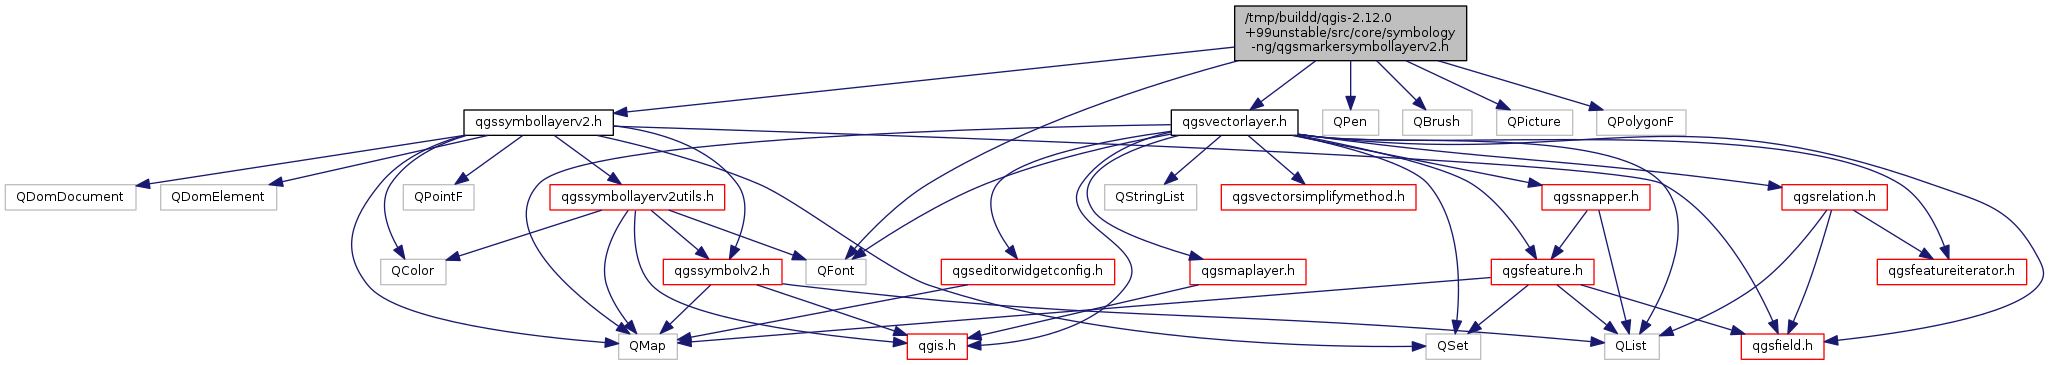 /tmp/buildd/qgis-2.12.0
+99unstable/src/core/symbology
-ng/qgsmarkersymbollayerv2.h
qgssymbollayerv2.h
qgsvectorlayer.h
QPen
QBrush
QPicture
QPolygonF
QDomDocument
QDomElement
QPointF
qgssymbollayerv2utils.h
QStringList
qgsvectorsimplifymethod.h
qgssnapper.h
qgsrelation.h
QColor
qgssymbolv2.h
QFont
qgseditorwidgetconfig.h
qgsmaplayer.h
qgsfeature.h
qgsfeatureiterator.h
QMap
qgis.h
QSet
QList
qgsfield.h